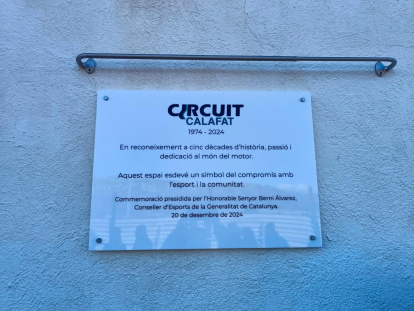 CIRCUIT
CALAFAT
1974 - 2024
En reconeixement a cinc dècades d'història, passió i
dedicació al món del motor.
Aquest espai esdevé un símbol del compromís amb
l'esport i la comunitat.
Commemoració presidida per l'Honorable Senyor Berni Álvarez,
Conseller d'Esports de la Generalitat de Catalunya.
20 de desembre de 2024